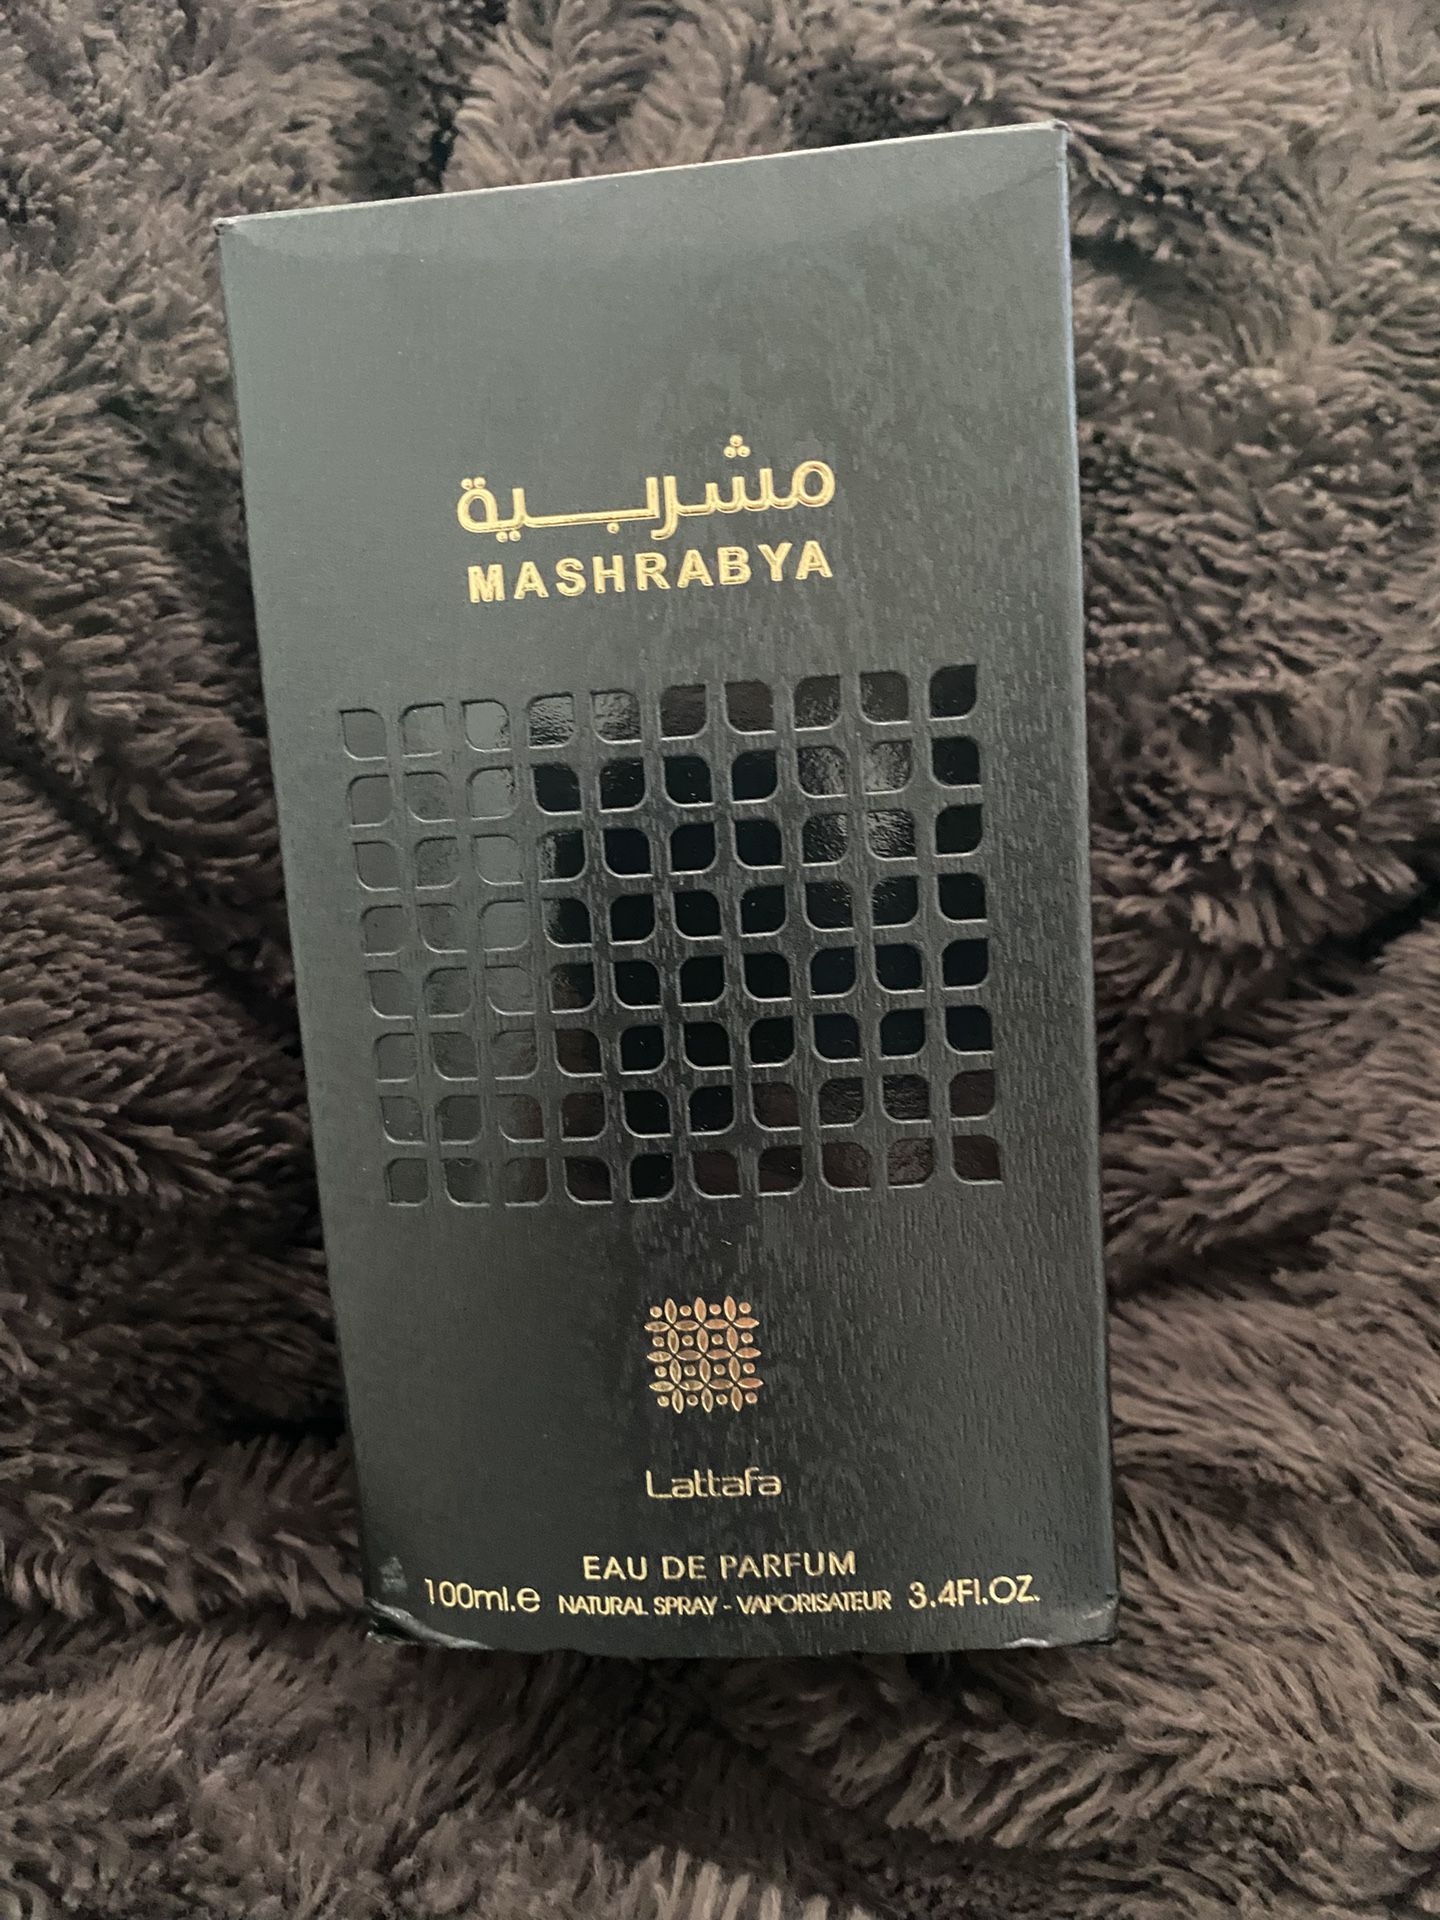 مشربية
MASHRABYA
Lattafa
EAU DE PARFUM
100ml.e NATURAL SPRAY - VAPORISATEUR 3.4Fl.OZ.